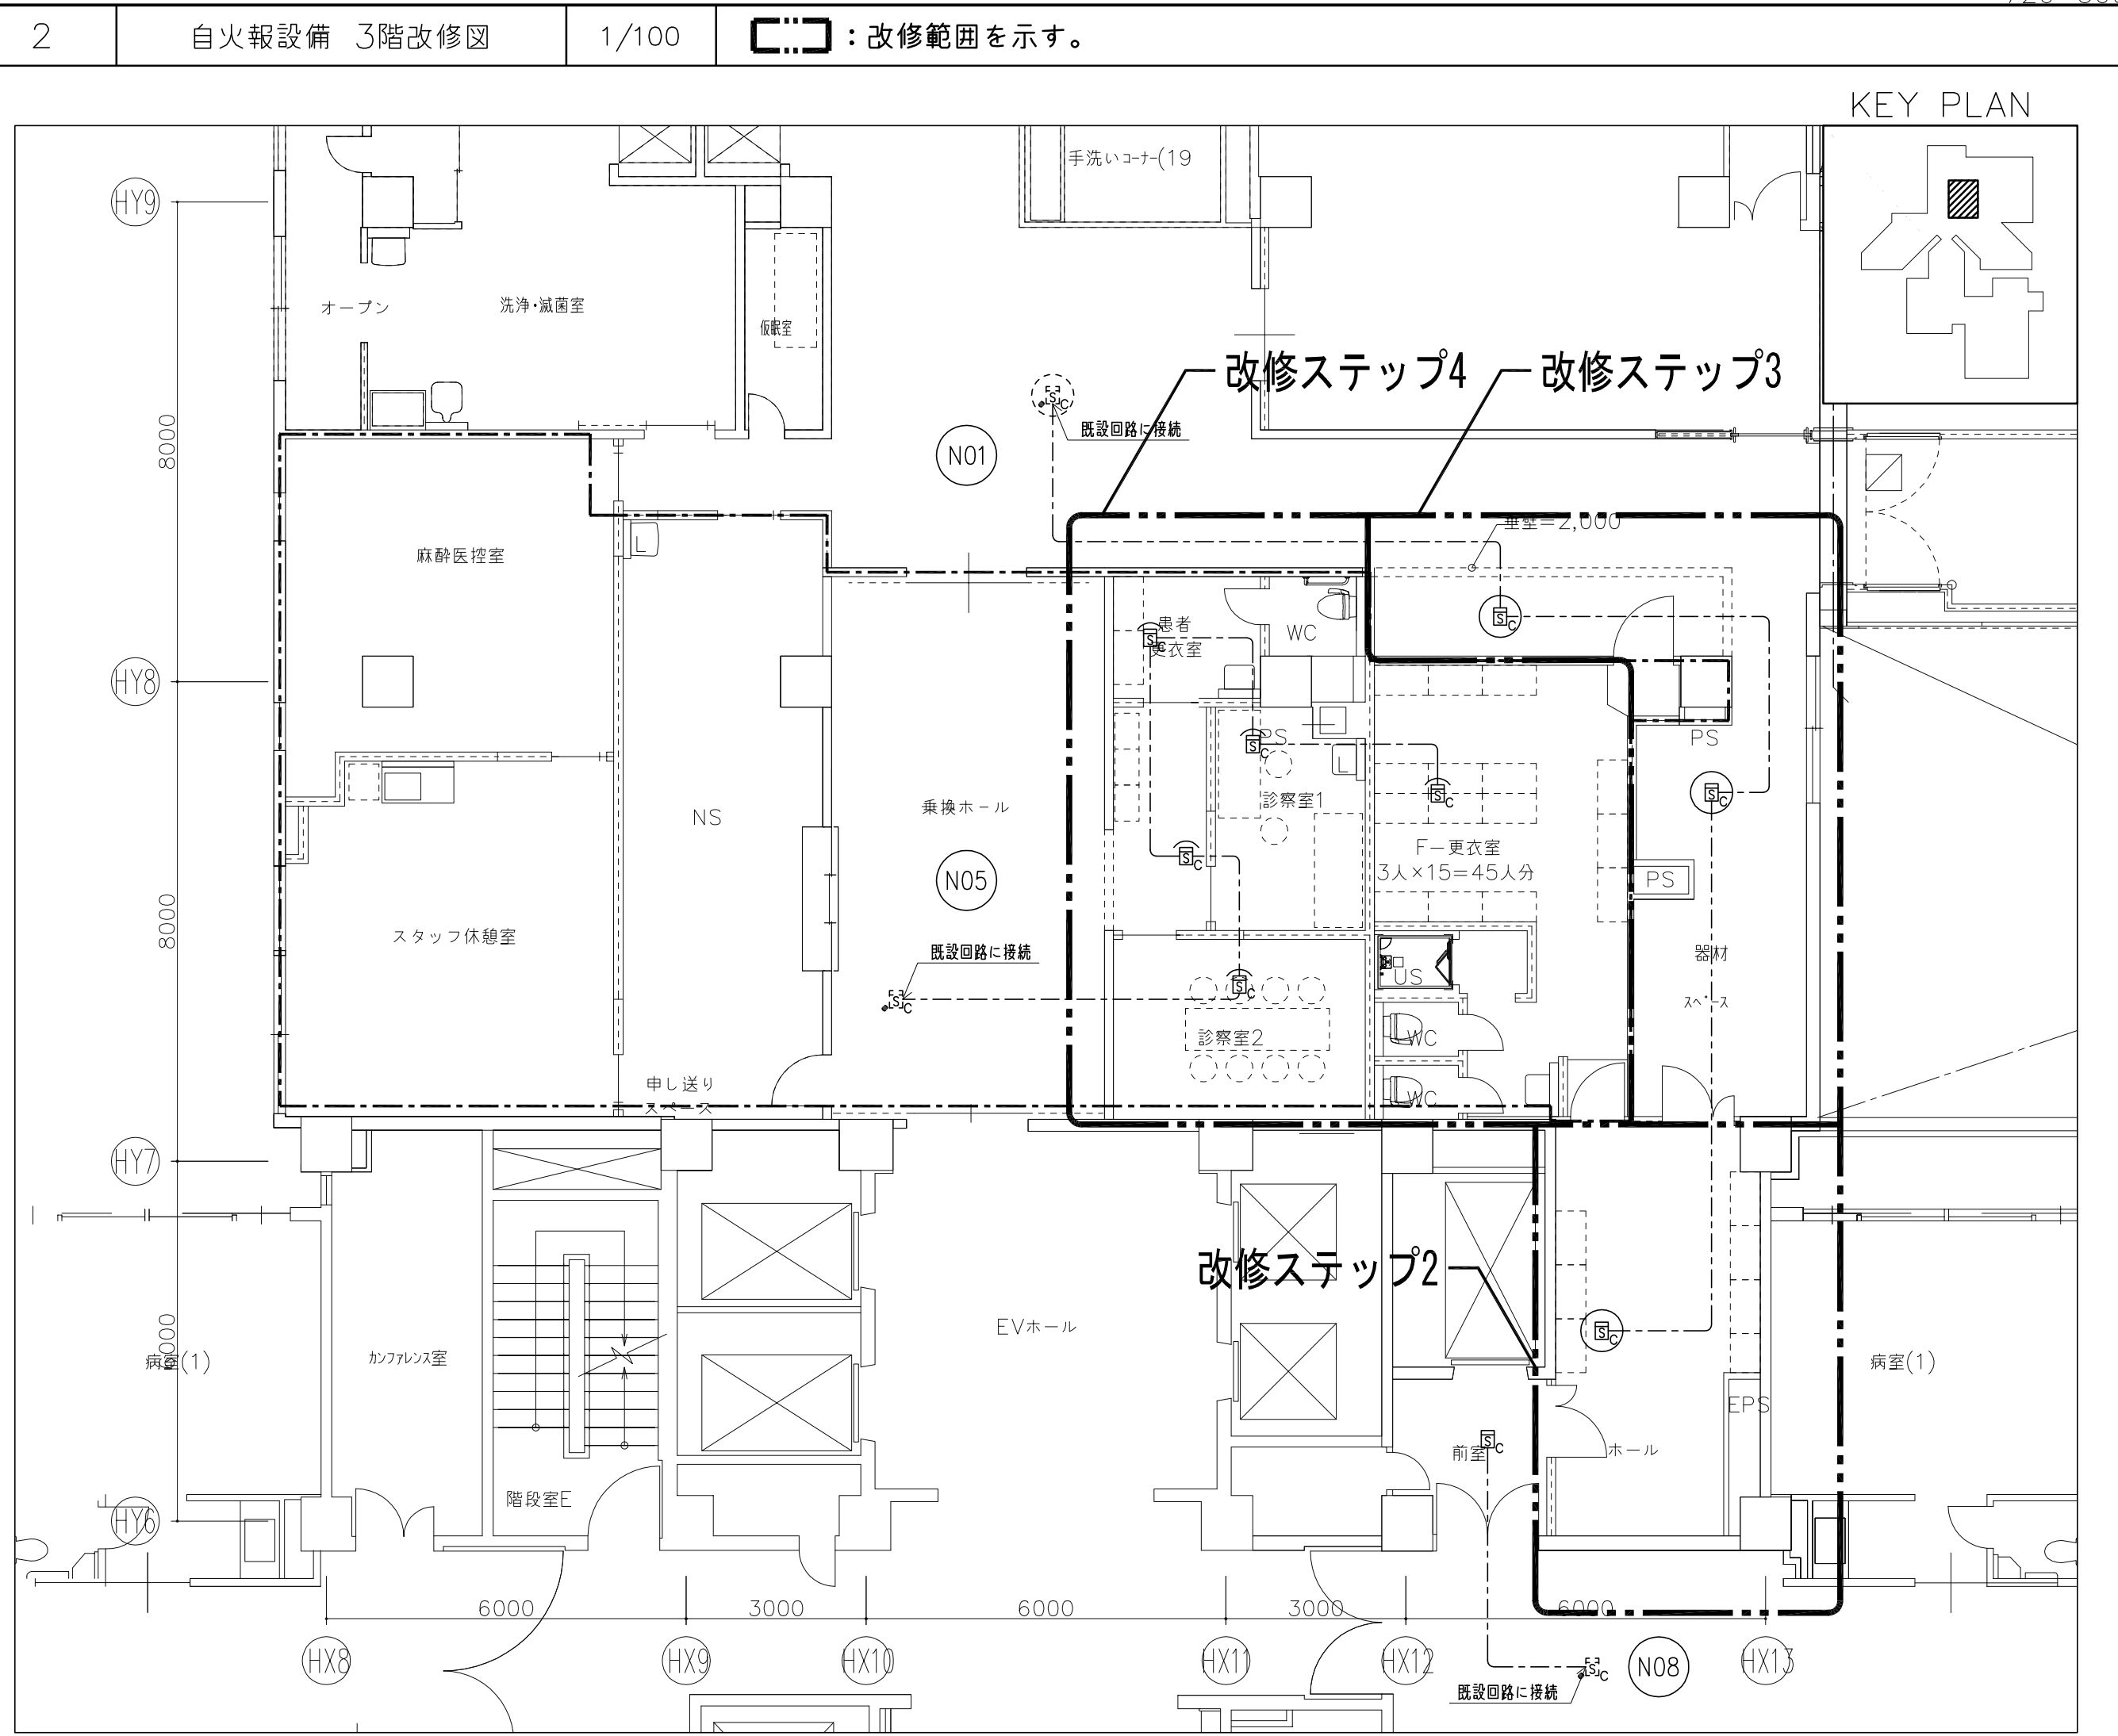 2
自火報設備 3階改修図
1/100
:改修範囲を示す。
KEY PLAN
手洗いコーナー(19
HY9
オープン
洗浄・滅菌室
仮眠室
改修ステップ4
改修ステップ3
S C
既設回路に接続
8000
N01
垂壁=2,000
麻酔医控室
患者
更衣室
WC
S C
S C
HY8
PS
PS
S C
S C
S C
診察室1
乗換ホール
NS
F－更衣室
3人×15=45人分
S C
N05
PS
8000
スタッフ休憩室
既設回路に接続
器材
スペース
US
S C
S C
診察室2
WC
申し送り
スペース
WC
HY7
改修ステップ2
EVホール
S C
8000
病室(1)
カンファレンス室
病室(1)
EPS
S C
前室
ホール
階段室E
HY6
6000
3000
6000
3000
6000
HX8
HX9
HX10
HX11
HX12
N08
HX13
S C
既設回路に接続